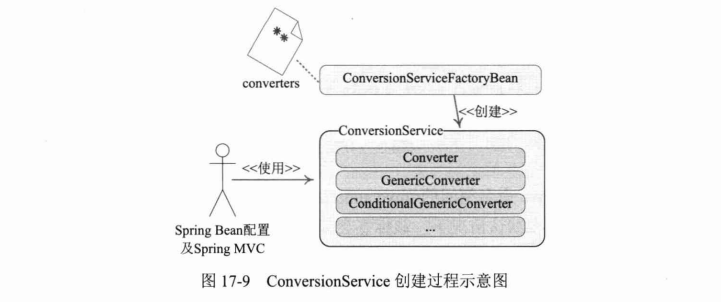 **
converters
ConversionServiceFactoryBean
<<创建>>
ConversionService
Converter
GenericConverter
ConditionalGenericConverter
...
<<使用>>
Spring Bean配置
及Spring MVC
图 17-9 ConversionService 创建过程示意图